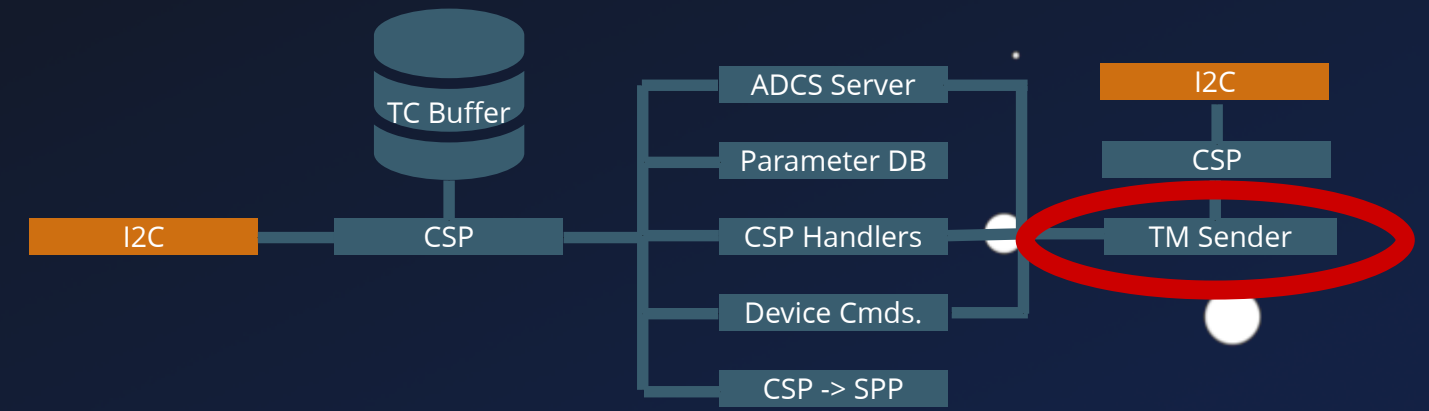 TC Buffer
I2C
CSP
ADCS Server
Parameter DB
CSP Handlers
Device Cmds.
CSP -> SPP
I2C
CSP
TM Sender